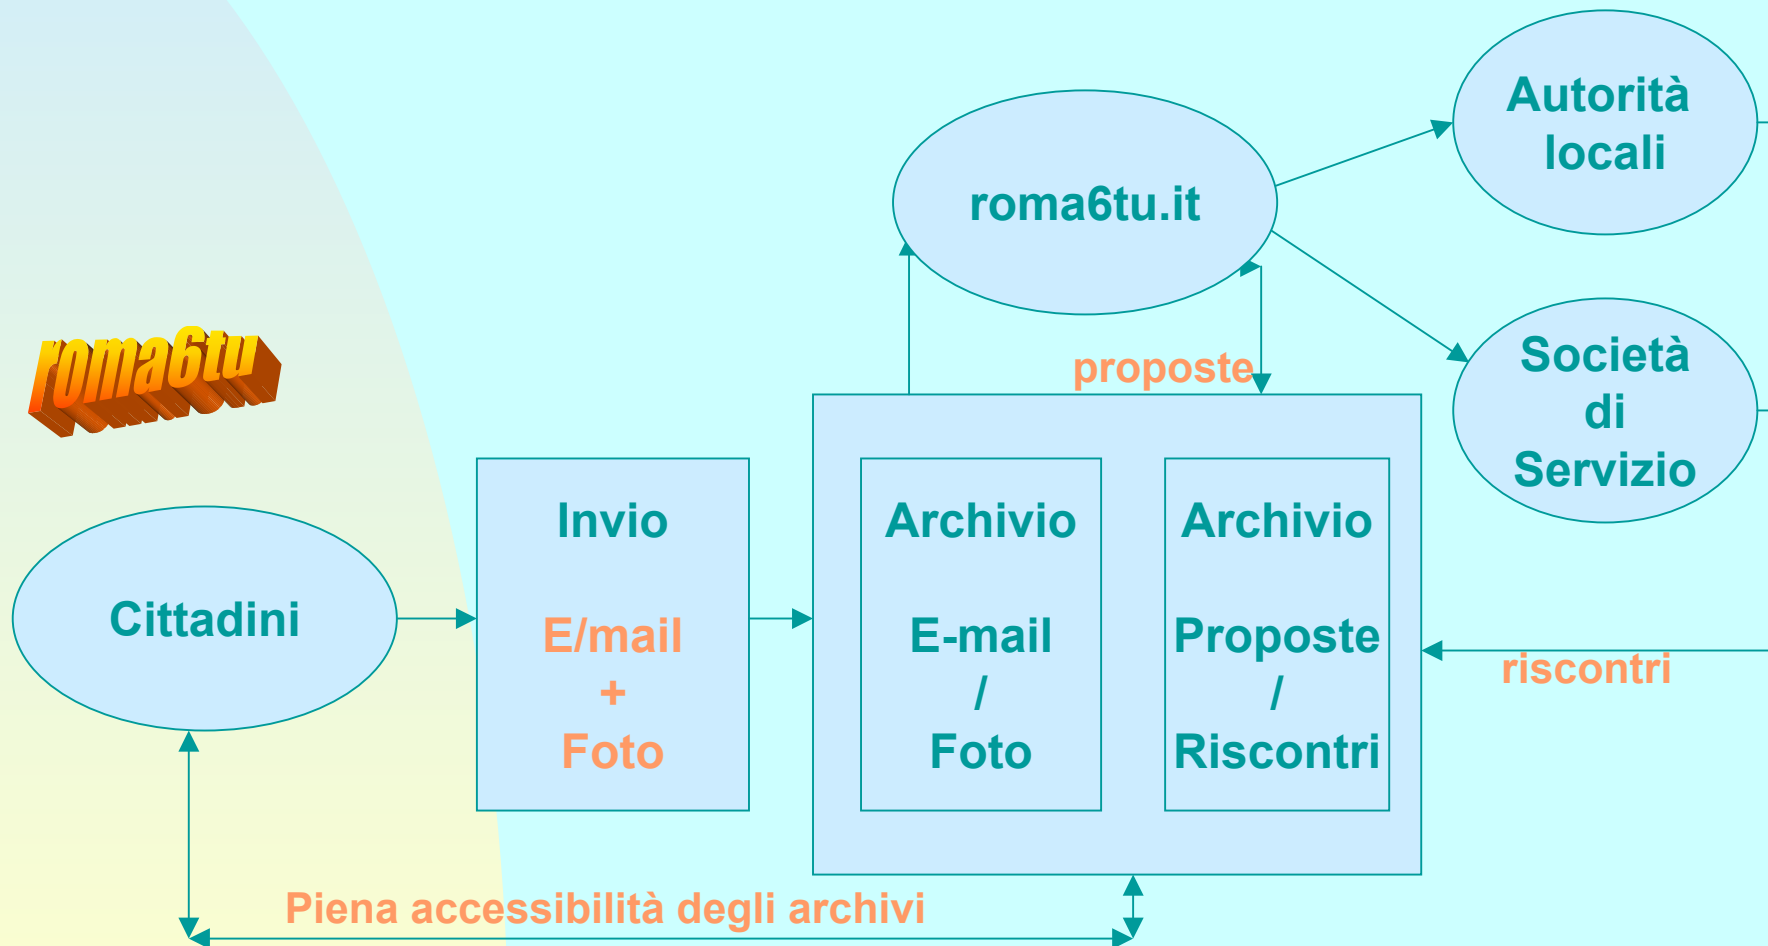 Autorità
locali
roma6tu.it
roma6tu
proposte
Società
di
Servizio
Cittadini
Invio
E/mail
+
Foto
Archivio
E-mail
/
Foto
Archivio
Proposte
/
Riscontri
riscontri
Piena accessibilità degli archivi